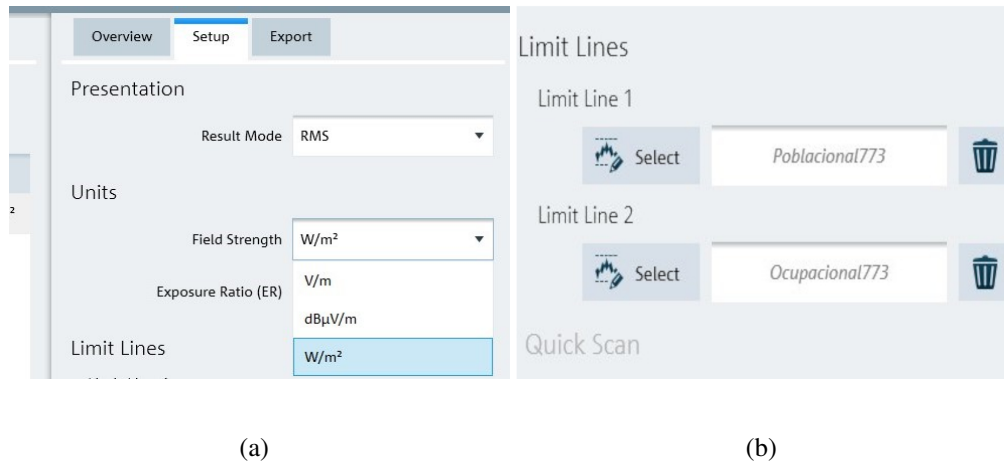 Overview Setup Export
Presentation
Result Mode RMS
Units
Field Strength W/m²
V/m
Exposure Ratio (ER)
dBµV/m
Limit Lines
W/m²
²
(a)
Limit Lines
Limit Line 1
Select Poblacional773
Limit Line 2
Select Ocupacional773
Quick Scan
(b)